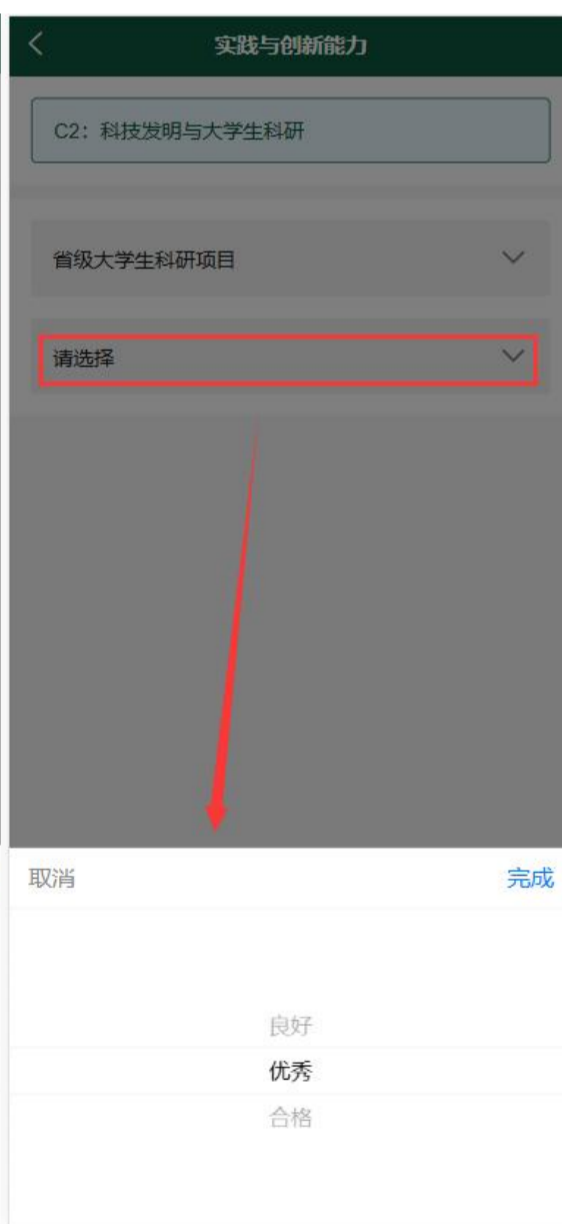 实践与创新能力
C2：科技发明与大学生科研
省级大学生科研项目
请选择
取消
完成
良好
优秀
合格